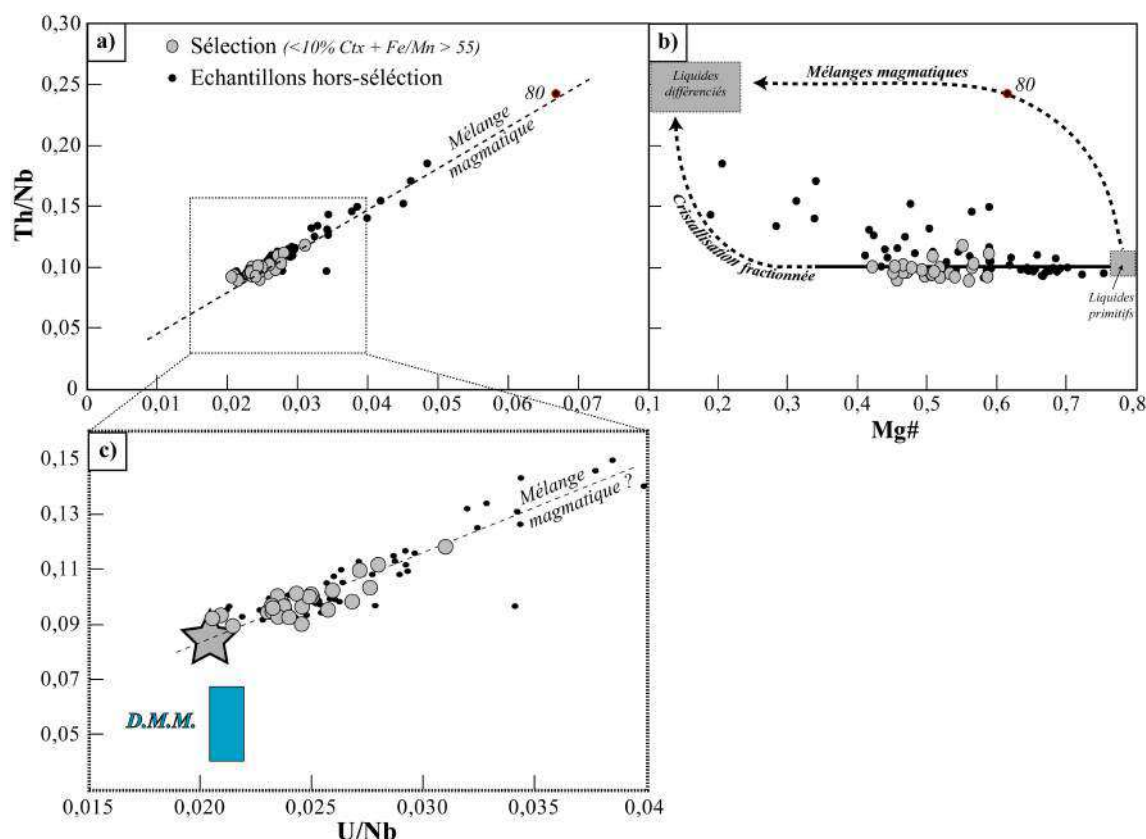 0,30
a)
Sélection (<10% Ctx + Fe/Mn > 55)
Echantillons hors-séléction
0,25
0,20
0,15
0,10
0,05
0
Th/Nb
80
Mélange
magmatique
0
0,01
0,02
0,03
0,04
0,05
0,06
0,07
b)
Liquides
différenciés
Mélanges magmatiques
80
Cristallisation fractionnée
Liquides
primitifs
0,1
0,2
0,3
0,4
0,5
0,6
0,7
0,8
Mg#
c)
0,15
0,13
0,11
0,09
0,07
0,05
Mélange
magmatique ?
D.M.M.
0,015
0,020
0,025
0,030
0,035
0,04
U/Nb